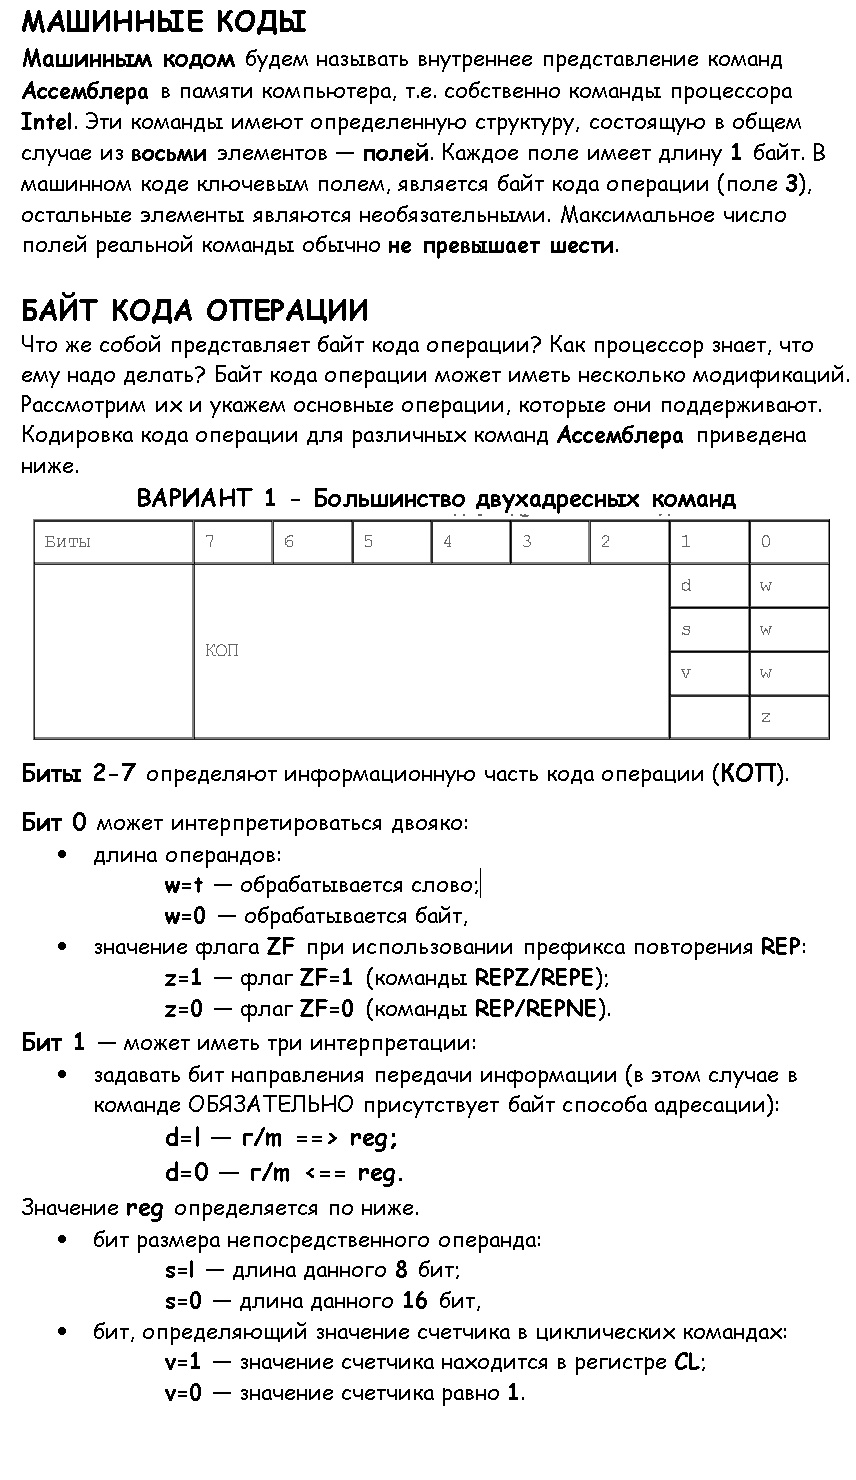 МАШИННЫЕ КОДЫ
Машинным кодом будем называть внутреннее представление команд
Ассемблера в памяти компьютера, т.е. собственно команды процессора
Intel. Эти команды имеют определенную структуру, состоящую в общем
случае из восьми элементов — полей. Каждое поле имеет длину 1 байт. В
машинном коде ключевым полем, является байт кода операции (поле 3),
остальные элементы являются необязательными. Максимальное число
полей реальной команды обычно не превышает шести.
БАЙТ КОДА ОПЕРАЦИИ
Что же собой представляет байт кода операции? Как процессор знает, что
ему надо делать? Байт кода операции может иметь несколько модификаций.
Рассмотрим их и укажем основные операции, которые они поддерживают.
Кодировка кода операции для различных команд Ассемблера приведена
ниже.
ВАРИАНТ 1 - Большинство двухадресных команд
Биты 7 6 5 4 3 2 1 0
d w
s w
КОП
v w
z
Биты 2-7 определяют информационную часть кода операции (КОП).
Бит 0 может интерпретироваться двояко:
• длина операндов:
w=t — обрабатывается слово;
w=0 — обрабатывается байт,
• значение флага ZF при использовании префикса повторения REP:
z=1 — флаг ZF=1 (команды REPZ/REPE);
z=0 — флаг ZF=0 (команды REP/REPNE).
Бит 1 — может иметь три интерпретации:
• задавать бит направления передачи информации (в этом случае в
команде ОБЯЗАТЕЛЬНО присутствует байт способа адресации):
d=l — г/m ==> reg;
d=0 — г/m <== reg.
Значение reg определяется по ниже.
• бит размера непосредственного операнда:
s=l — длина данного 8 бит;
s=0 — длина данного 16 бит,
• бит, определяющий значение счетчика в циклических командах:
v=1 — значение счетчика находится в регистре CL;
v=0 — значение счетчика равно 1.